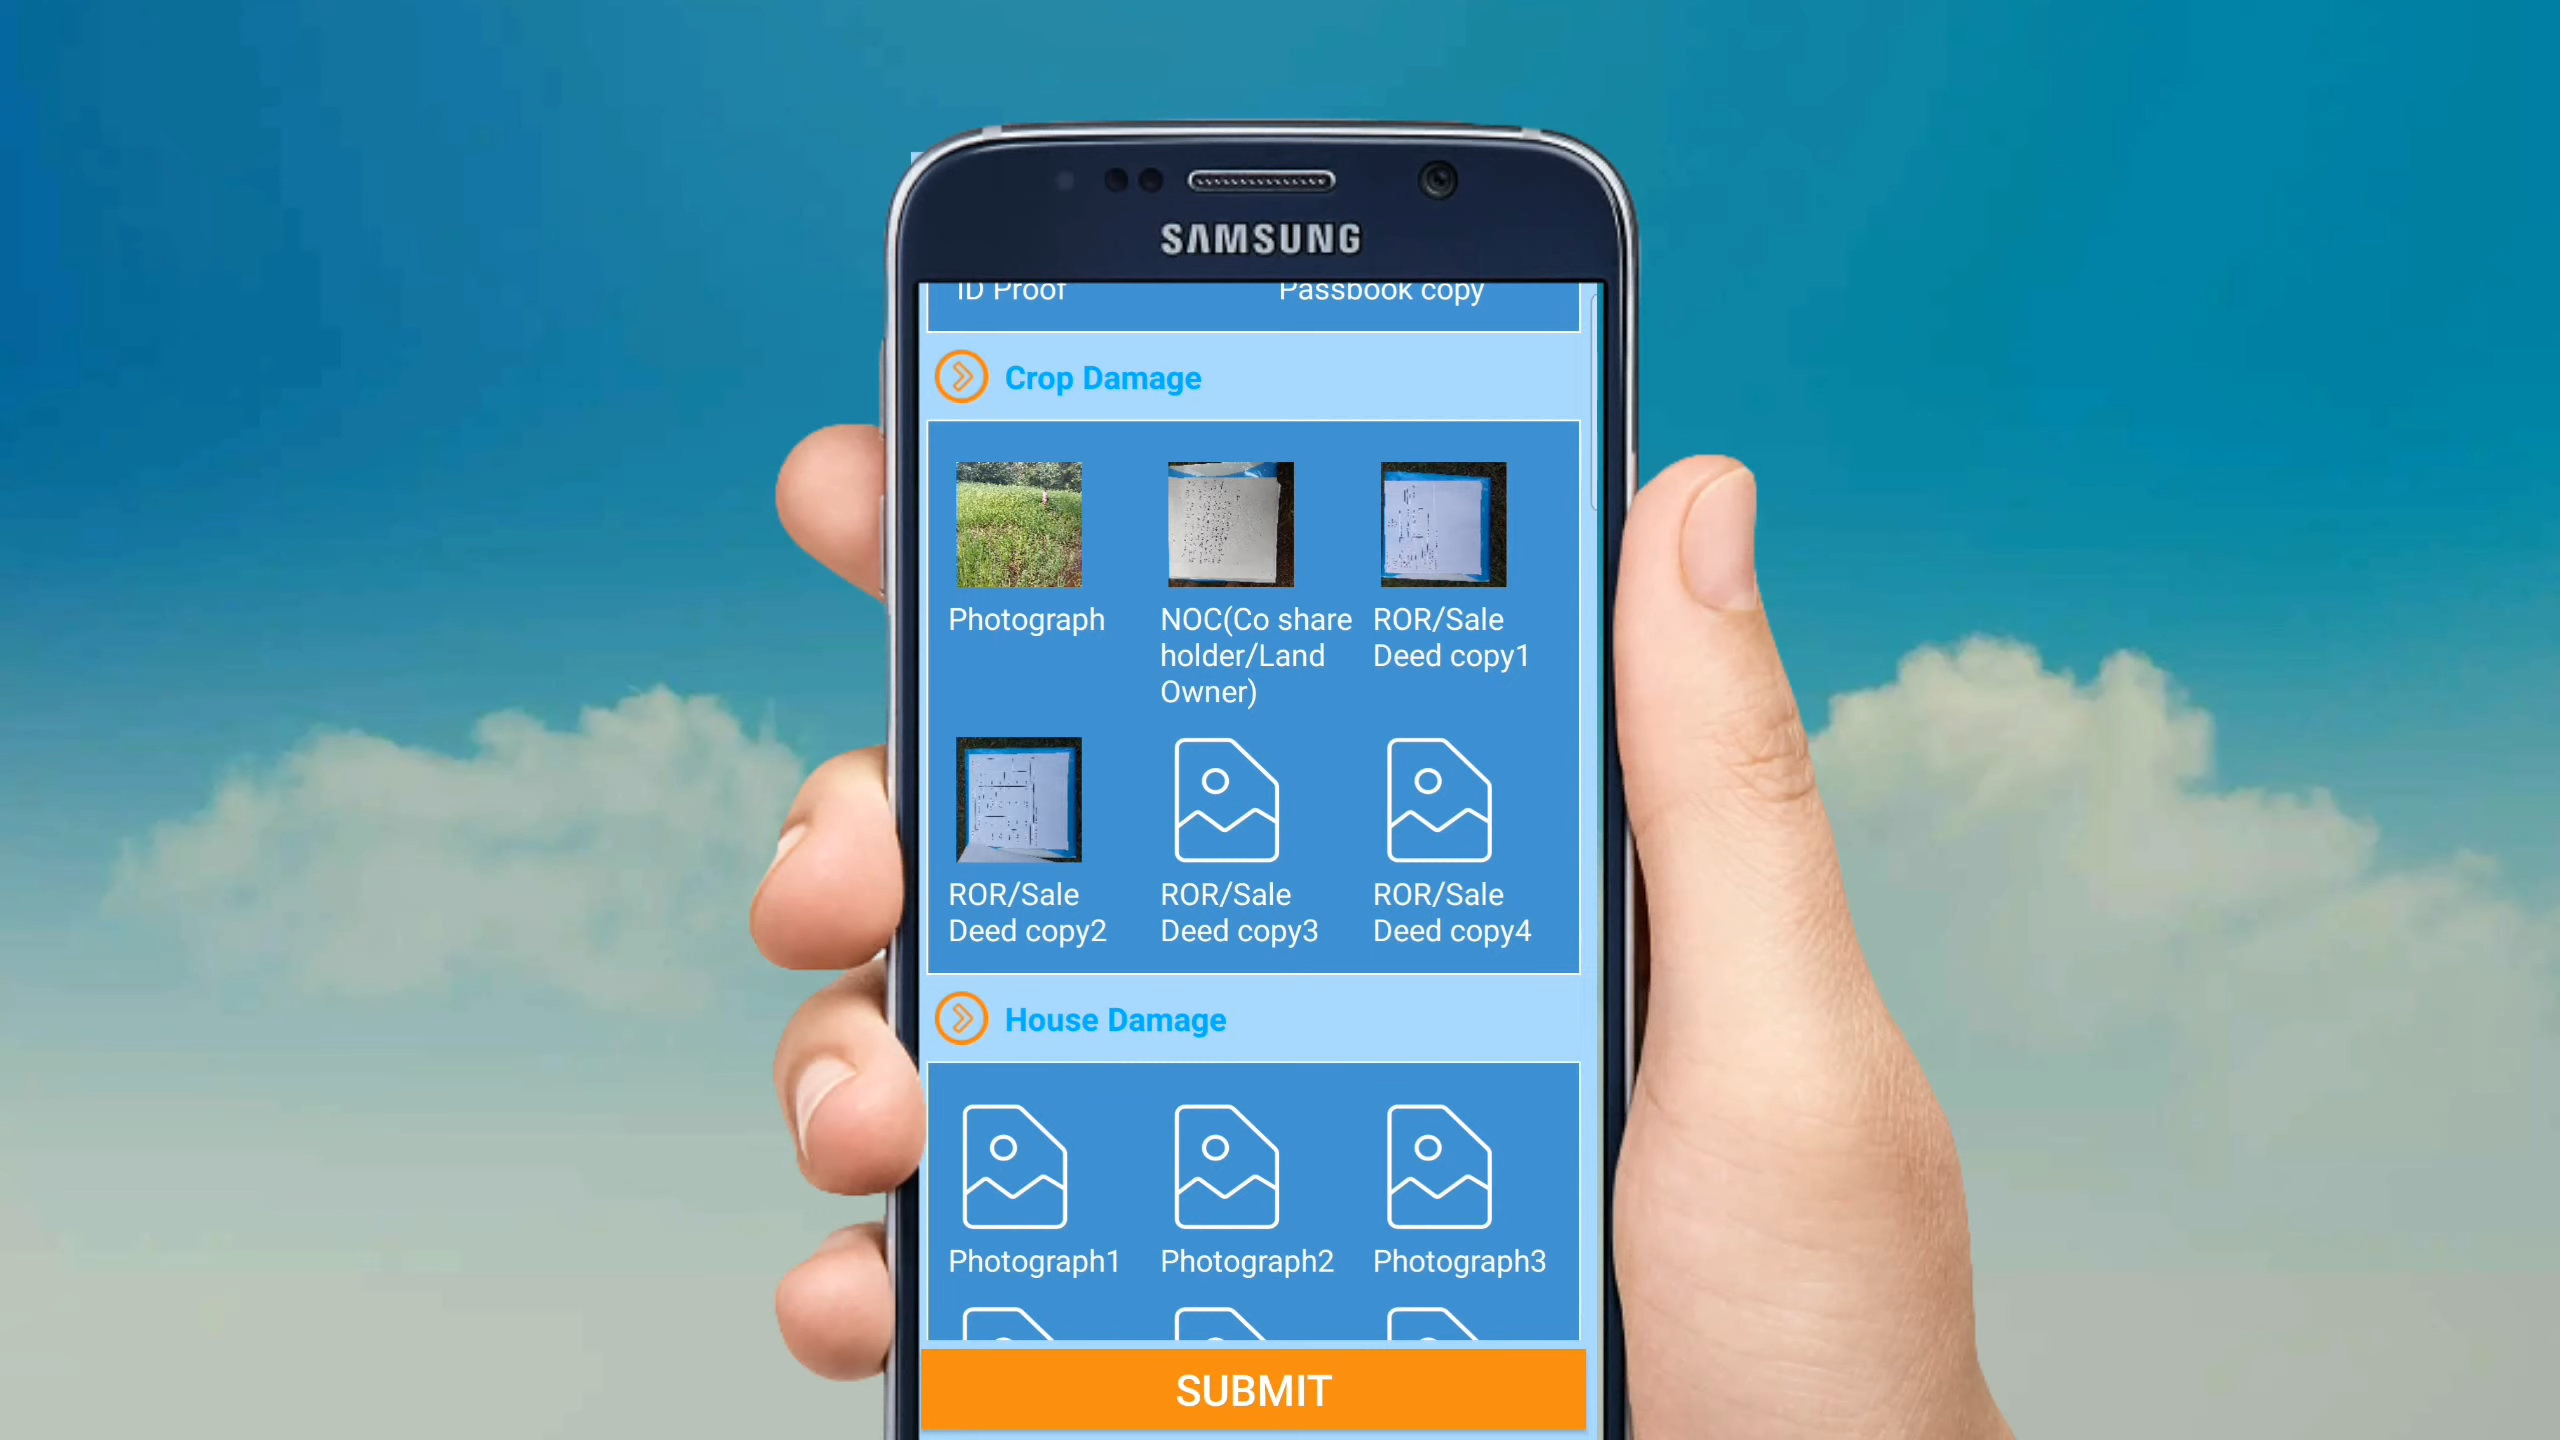 SAMSUNG
ID Proof Passbook copy
Crop Damage
Photograph
NOC(Co share
holder/Land
Owner)
ROR/Sale
Deed copy1
ROR/Sale
Deed copy2
ROR/Sale
Deed copy3
ROR/Sale
Deed copy4
House Damage
Photograph1 Photograph2 Photograph3
SUBMIT